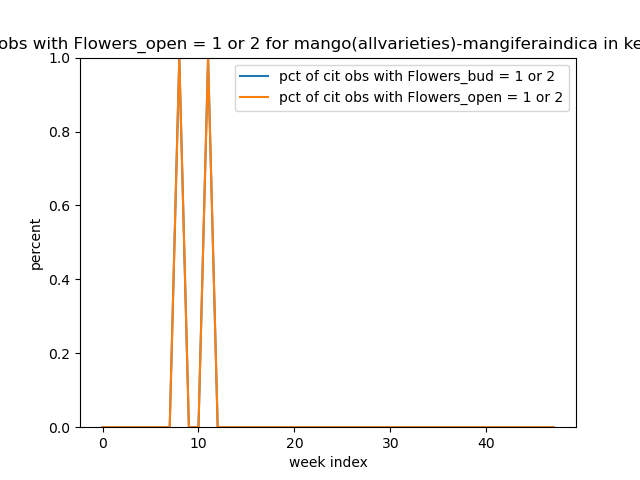 obs with Flowers_open = 1 or 2 for mango(allvarieties)-mangiferaindica in ke
pct of cit obs with Flowers_bud = 1 or 2
pct of cit obs with Flowers_open = 1 or 2
percent
1.0
0.8
0.6
0.4
0.2
0.0
0 10 20 30 40
week index